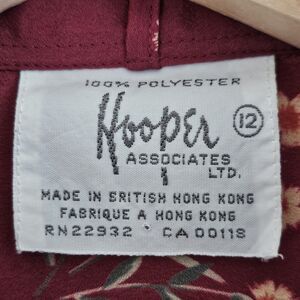 100% POLYESTER
Hooper
12
ASSOCIATES
LTD.
MADE IN BRITISH HONG KONG
FABRIQUE A HONG KONG
RN22932 CA00118